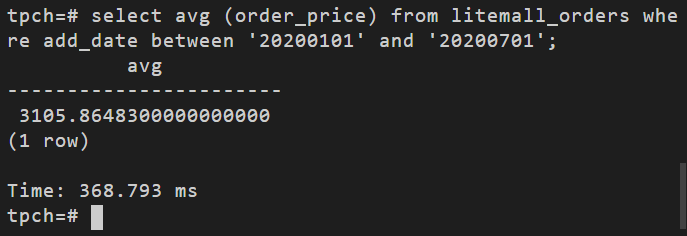 tpch=# select avg (order_price) from litemall_orders whe
re add_date between '20200101' and '20200701';
avg
-----------------------
3105.8648300000000000
(1 row)
Time: 368.793 ms
tpch=#